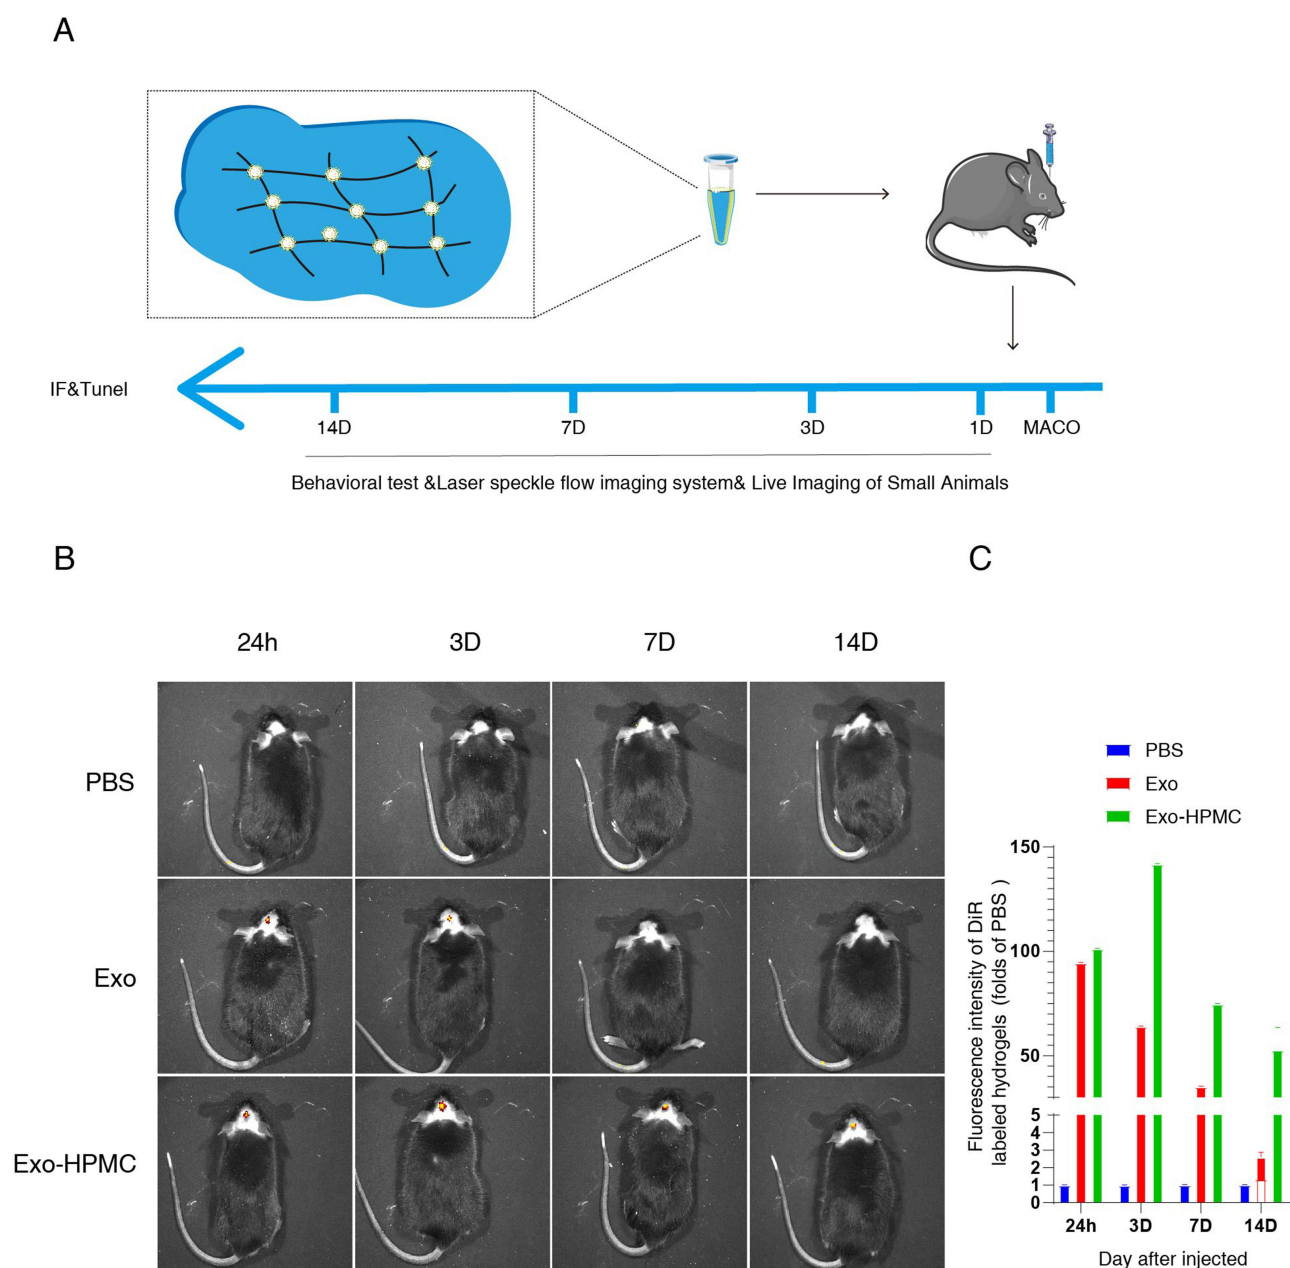 A
IF&Tunel
14D
7D
3D
1D
MACO
Behavioral test &Laser speckle flow imaging system& Live Imaging of Small Animals
B
24h
3D
7D
14D
PBS
Exo
Exo-HPMC
C
PBS
Exo
Exo-HPMC
Fluorescence intensity of DiR
labeled hydrogels (folds of PBS )
150
100
50
5
4
3
2
1
0
24h
3D
7D
14D
Day after injected